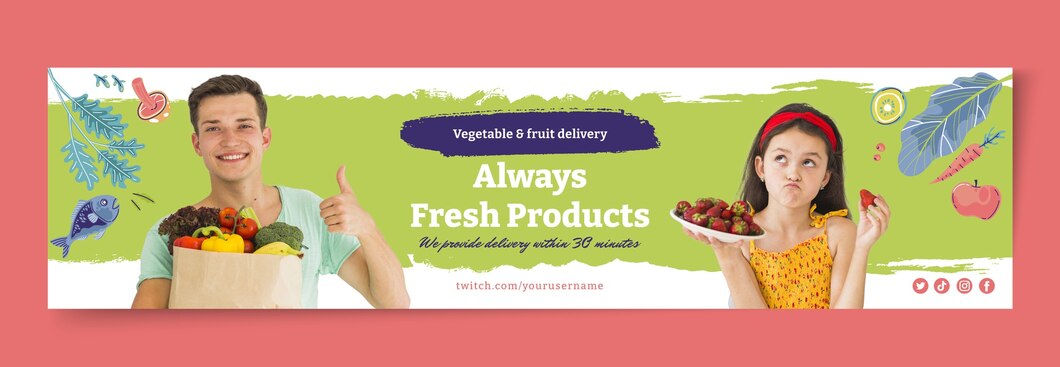 Vegetable & fruit delivery
Always
Fresh Products
We provide delivery within 30 minutes
twitch.com/yourusername